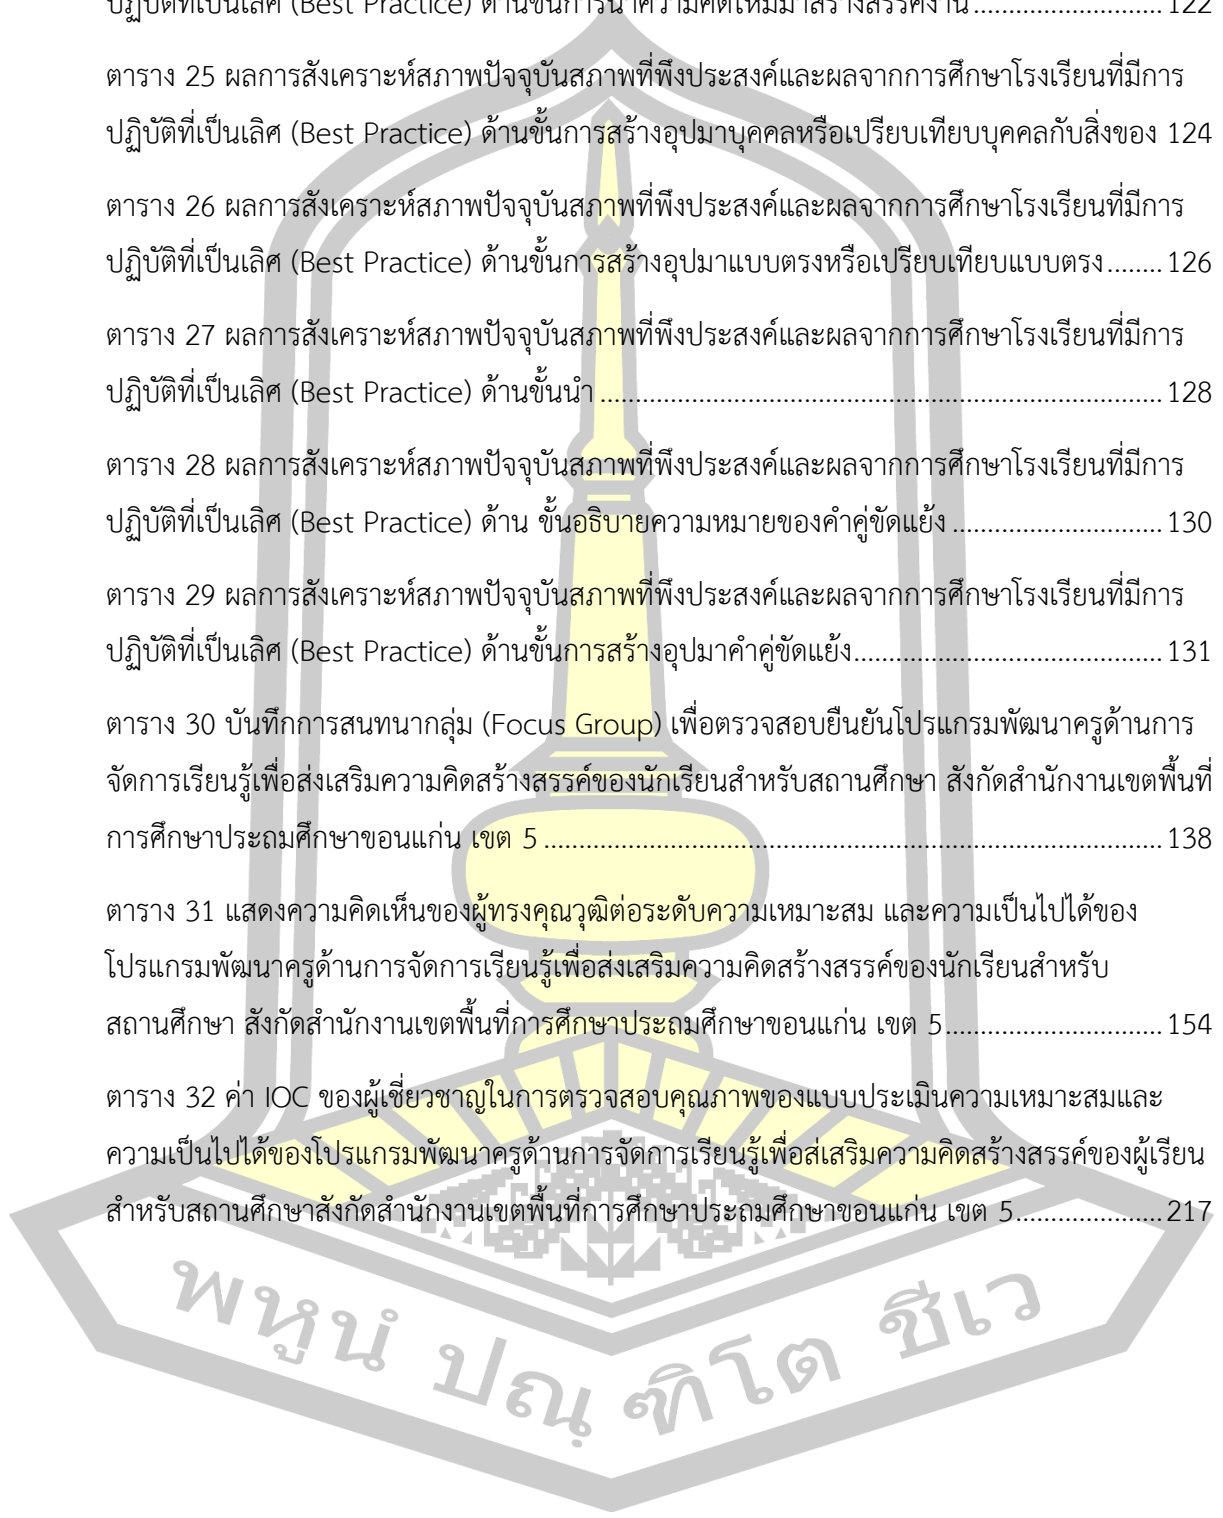 ปฏิบัติที่เป็นเลิศ (Best Practice) ด้านขั้นการนำความคิดใหม่มาสร้างสรรค์งาน........................... 122
ตาราง 25 ผลการสังเคราะห์สภาพปัจจุบันสภาพที่พึงประสงค์และผลจากการศึกษาโรงเรียนที่มีการ
ปฏิบัติที่เป็นเลิศ (Best Practice) ด้านขั้นการสร้างอุปมาบุคคลหรือเปรียบเทียบบุคคลกับสิ่งของ 124
ตาราง 26 ผลการสังเคราะห์สภาพปัจจุบันสภาพที่พึงประสงค์และผลจากการศึกษาโรงเรียนที่มีการ
ปฏิบัติที่เป็นเลิศ (Best Practice) ด้านขั้นการสร้างอุปมาแบบตรงหรือเปรียบเทียบแบบตรง........ 126
ตาราง 27 ผลการสังเคราะห์สภาพปัจจุบันสภาพที่พึงประสงค์และผลจากการศึกษาโรงเรียนที่มีการ
ปฏิบัติที่เป็นเลิศ (Best Practice) ด้านขั้นนำ................................................................................ 128
ตาราง 28 ผลการสังเคราะห์สภาพปัจจุบันสภาพที่พึงประสงค์และผลจากการศึกษาโรงเรียนที่มีการ
ปฏิบัติที่เป็นเลิศ (Best Practice) ด้าน ขั้นอธิบายความหมายของคำคู่ขัดแย้ง.............................. 130
ตาราง 29 ผลการสังเคราะห์สภาพปัจจุบันสภาพที่พึงประสงค์และผลจากการศึกษาโรงเรียนที่มีการ
ปฏิบัติที่เป็นเลิศ (Best Practice) ด้านขั้นการสร้างอุปมาคำคู่ขัดแย้ง............................................ 131
ตาราง 30 บันทึกการสนทนากลุ่ม (Focus Group) เพื่อตรวจสอบยืนยันโปรแกรมพัฒนาครูด้านการ
จัดการเรียนรู้เพื่อส่งเสริมความคิดสร้างสรรค์ของนักเรียนสำหรับสถานศึกษา สังกัดสำนักงานเขตพื้นที่
การศึกษาประถมศึกษาขอนแก่น เขต 5........................................................................................ 138
ตาราง 31 แสดงความคิดเห็นของผู้ทรงคุณวุฒิต่อระดับความเหมาะสม และความเป็นไปได้ของ
โปรแกรมพัฒนาครูด้านการจัดการเรียนรู้เพื่อส่งเสริมความคิดสร้างสรรค์ของนักเรียนสำหรับ
สถานศึกษา สังกัดสำนักงานเขตพื้นที่การศึกษาประถมศึกษาขอนแก่น เขต 5............................... 154
ตาราง 32 ค่า IOC ของผู้เชี่ยวชาญในการตรวจสอบคุณภาพของแบบประเมินความเหมาะสมและ
ความเป็นไปได้ของโปรแกรมพัฒนาครูด้านการจัดการเรียนรู้เพื่อส่เสริมความคิดสร้างสรรค์ของผู้เรียน
สำหรับสถานศึกษาสังกัดสำนักงานเขตพื้นที่การศึกษาประถมศึกษาขอนแก่น เขต 5..................... 217
พหูนํ ปณฺฑิโต ชีเว